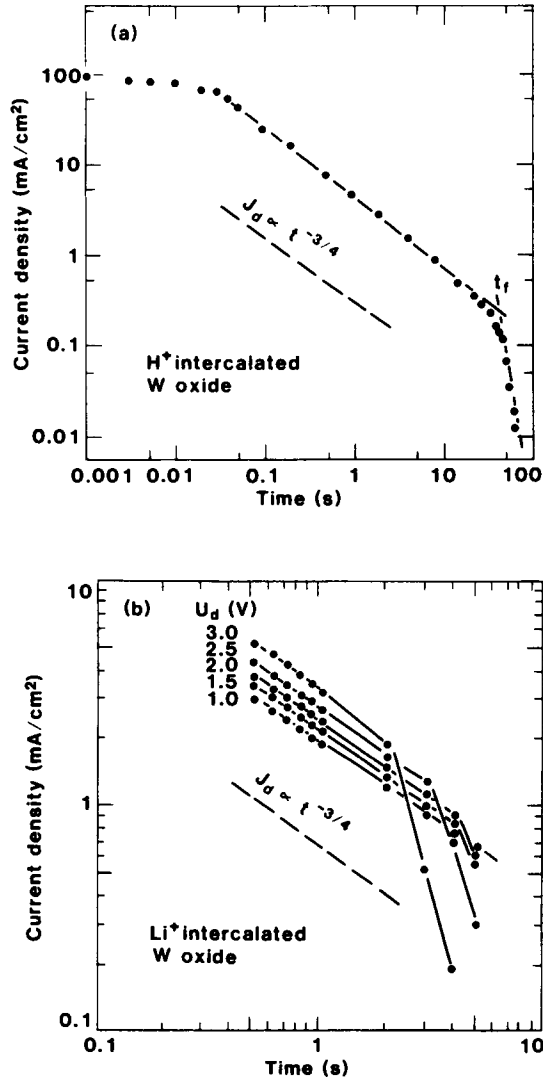 (a)
Current density (mA/cm²)
100
10
1
0.1
0.01
J_d ∝ t^-3/4
t_f
H⁺ intercalated
W oxide
0.001 0.01 0.1 1 10 100
Time (s)
(b) U_d (V)
3.0
2.5
2.0
1.5
1.0
Current density (mA/cm²)
10
1
0.1
J_d ∝ t^-3/4
Li⁺ intercalated
W oxide
0.1 1 10
Time (s)